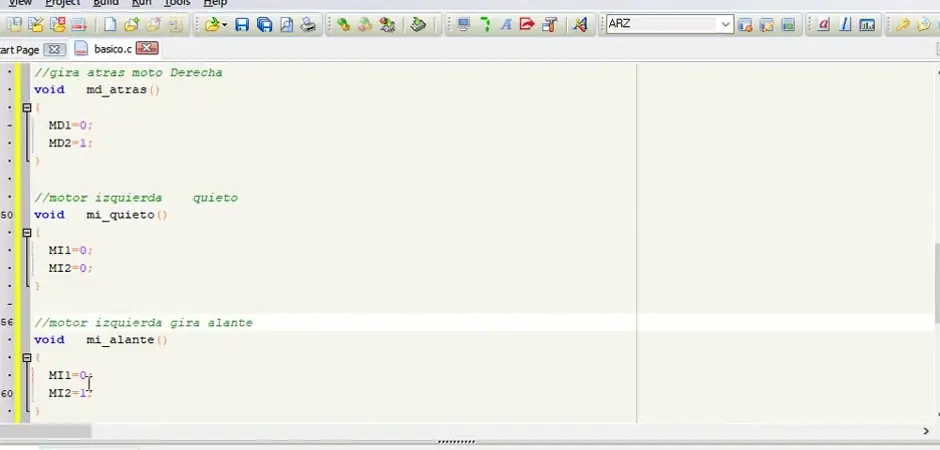 View Project Build Run Tools Help
ARZ
art Page basico.c
//gira atras moto Derecha
void md_atras()
{
MD1=0;
MD2=1;
}
//motor izquierda quieto
50 void mi_quieto()
{
MI1=0;
MI2=0;
}
56 //motor izquierda gira alante
void mi_alante()
{
MI1=0;
60 MI2=1;
}